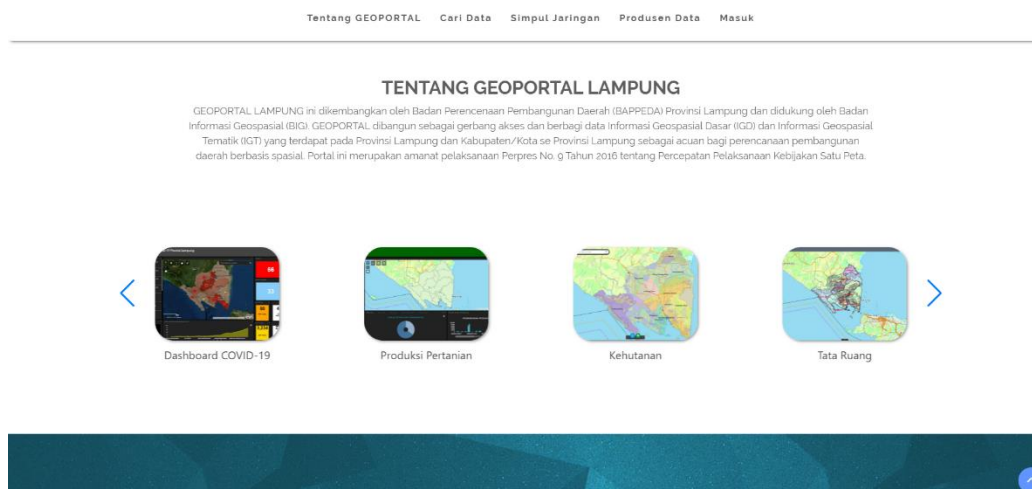 Tentang GEOPORTAL Cari Data Simpul Jaringan Produsen Data Masuk
TENTANG GEOPORTAL LAMPUNG
GEOPORTAL LAMPUNG ini dikembangkan oleh Badan Perencenaan Pembangunan Daerah (BAPPEDA) Provinsi Lampung dan didukung oleh Badan
Informasi Geospasial (BIG). GEOPORTAL dibangun sebagai gerbang akses dan berbagi data Informasi Geospasial Dasar (IGD) dan Informasi Geospasial
Tematik (IGT) yang terdapat pada Provinsi Lampung dan Kabupaten/Kota se Provinsi Lampung sebagai acuan bagi perencanaan pembangunan
daerah berbasis spasial. Portal ini merupakan amanat pelaksanaan Perpres No. 9 Tahun 2016 tentang Percepatan Pelaksanaan Kebijakan Satu Peta.
Dashboard COVID-19 Produksi Pertanian Kehutanan Tata Ruang